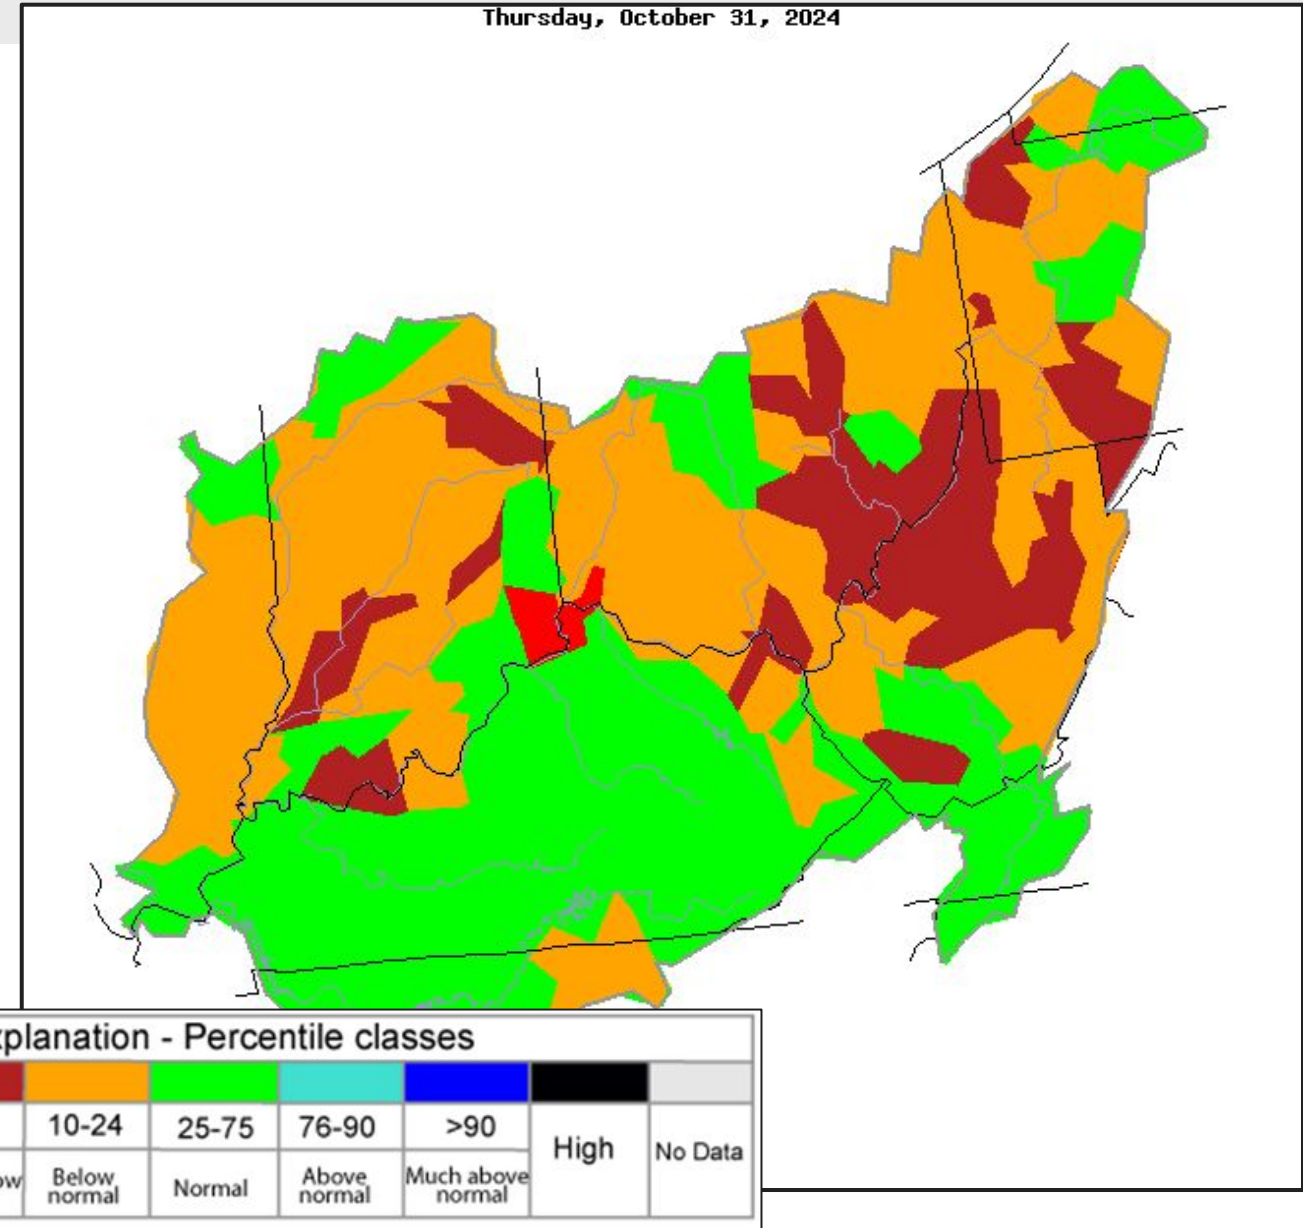 Thursday, October 31, 2024
xplanation - Percentile classes
10-24 25-75 76-90 >90 High No Data
ow Below normal Normal Above normal Much above normal